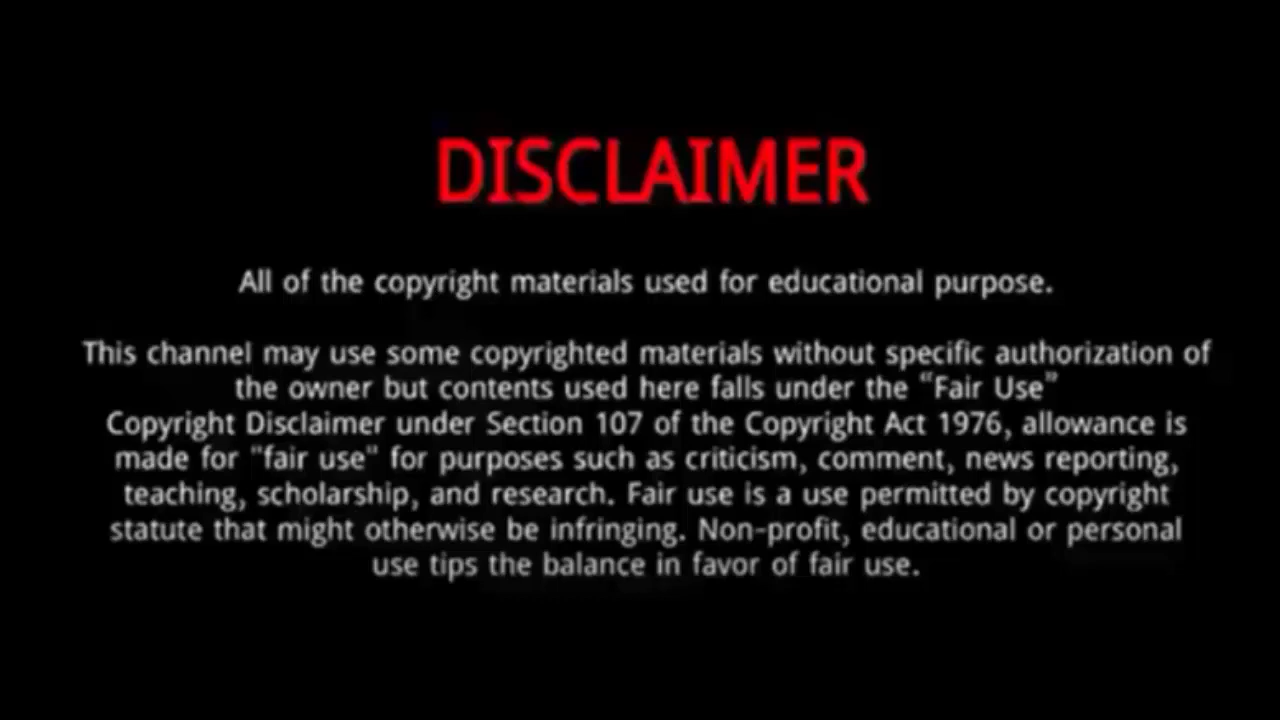 DISCLAIMER
All of the copyright materials used for educational purpose.
This channel may use some copyrighted materials without specific authorization of
the owner but contents used here falls under the “Fair Use”
Copyright Disclaimer under Section 107 of the Copyright Act 1976, allowance is
made for "fair use" for purposes such as criticism, comment, news reporting,
teaching, scholarship, and research. Fair use is a use permitted by copyright
statute that might otherwise be infringing. Non-profit, educational or personal
use tips the balance in favor of fair use.